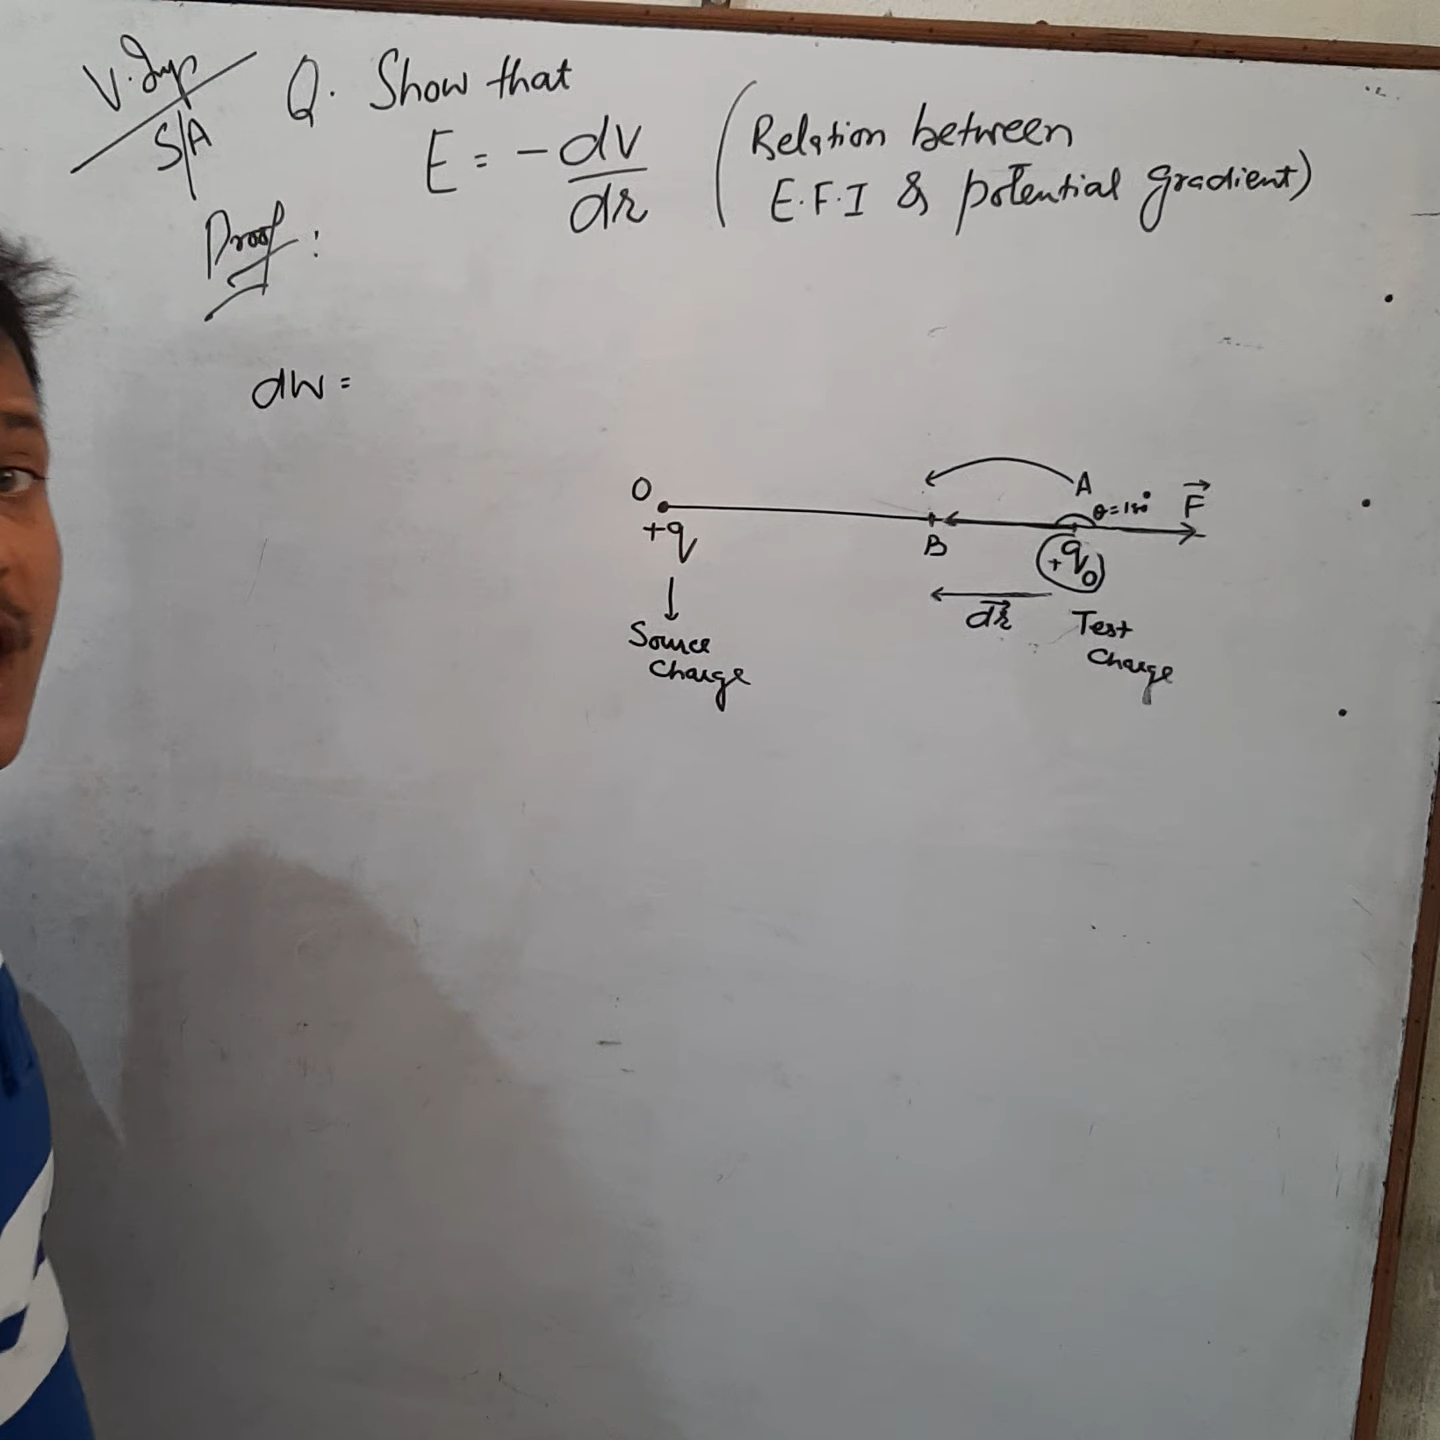 V. Imp
S/A
Q. Show that
E = -dV/dr (Relation between
E.F.I & potential gradient)
Proof :
dW =
O
+q
↓
Source
Charge
B
A
θ=180°
F⃗
+q₀
dr⃗
Test
Charge